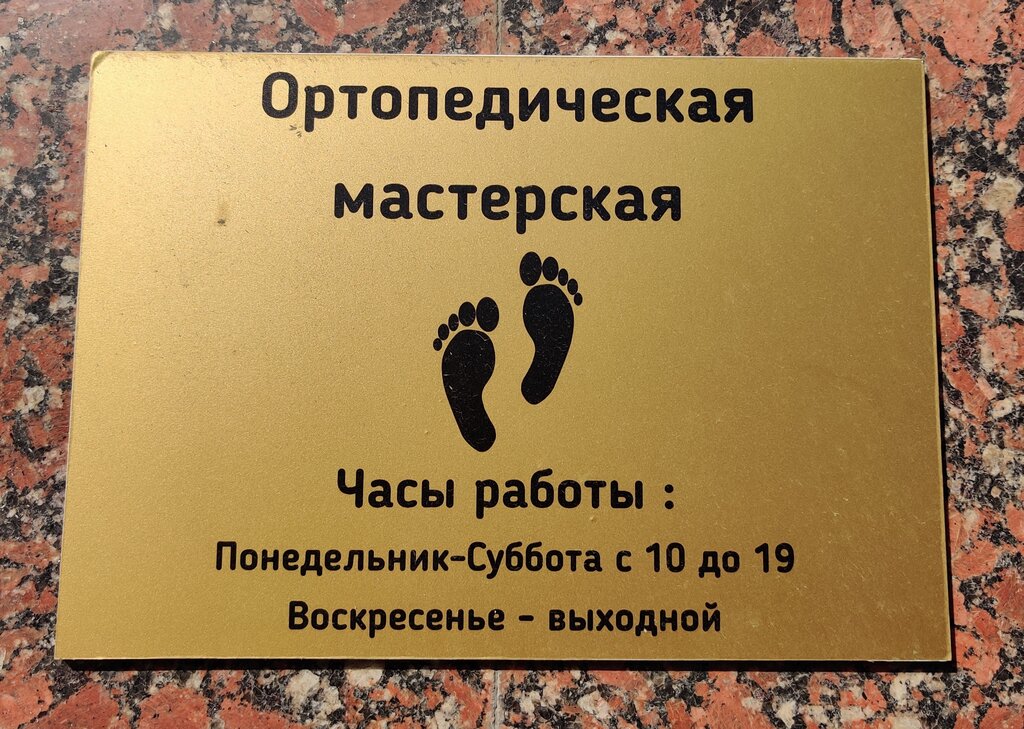 Ортопедическая
мастерская
Часы работы :
Понедельник-Суббота с 10 до 19
Воскресенье - выходной